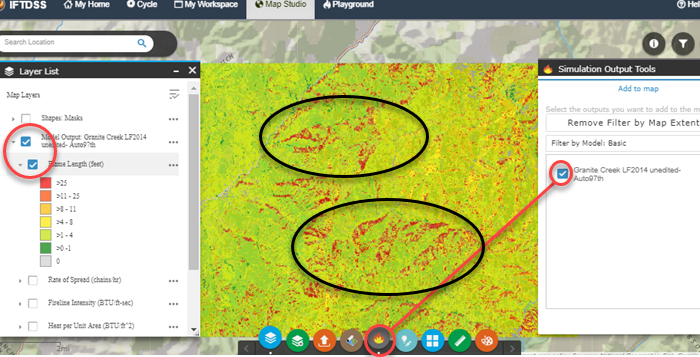 IFTDSS My Home Cycle My Workspace Map Studio Playground Hel
Search Location
Layer List
Map Layers
Shapes: Masks
Model Output: Granite Creek LF2014
unedited- Auto97th
Flame Length (feet)
>25
>11 - 25
>8 - 11
>4 - 8
>1 - 4
>0 -1
0
Rate of Spread (chains/hr)
Fireline Intensity (BTU/ft-sec)
Heat per Unit Area (BTU/ft^2)
2mi
Simulation Output Tools
Add to map
Select the outputs you want to add to the m
Remove Filter by Map Extent
Filter by Model: Basic
Granite Creek LF2014 unedited-
Auto97th